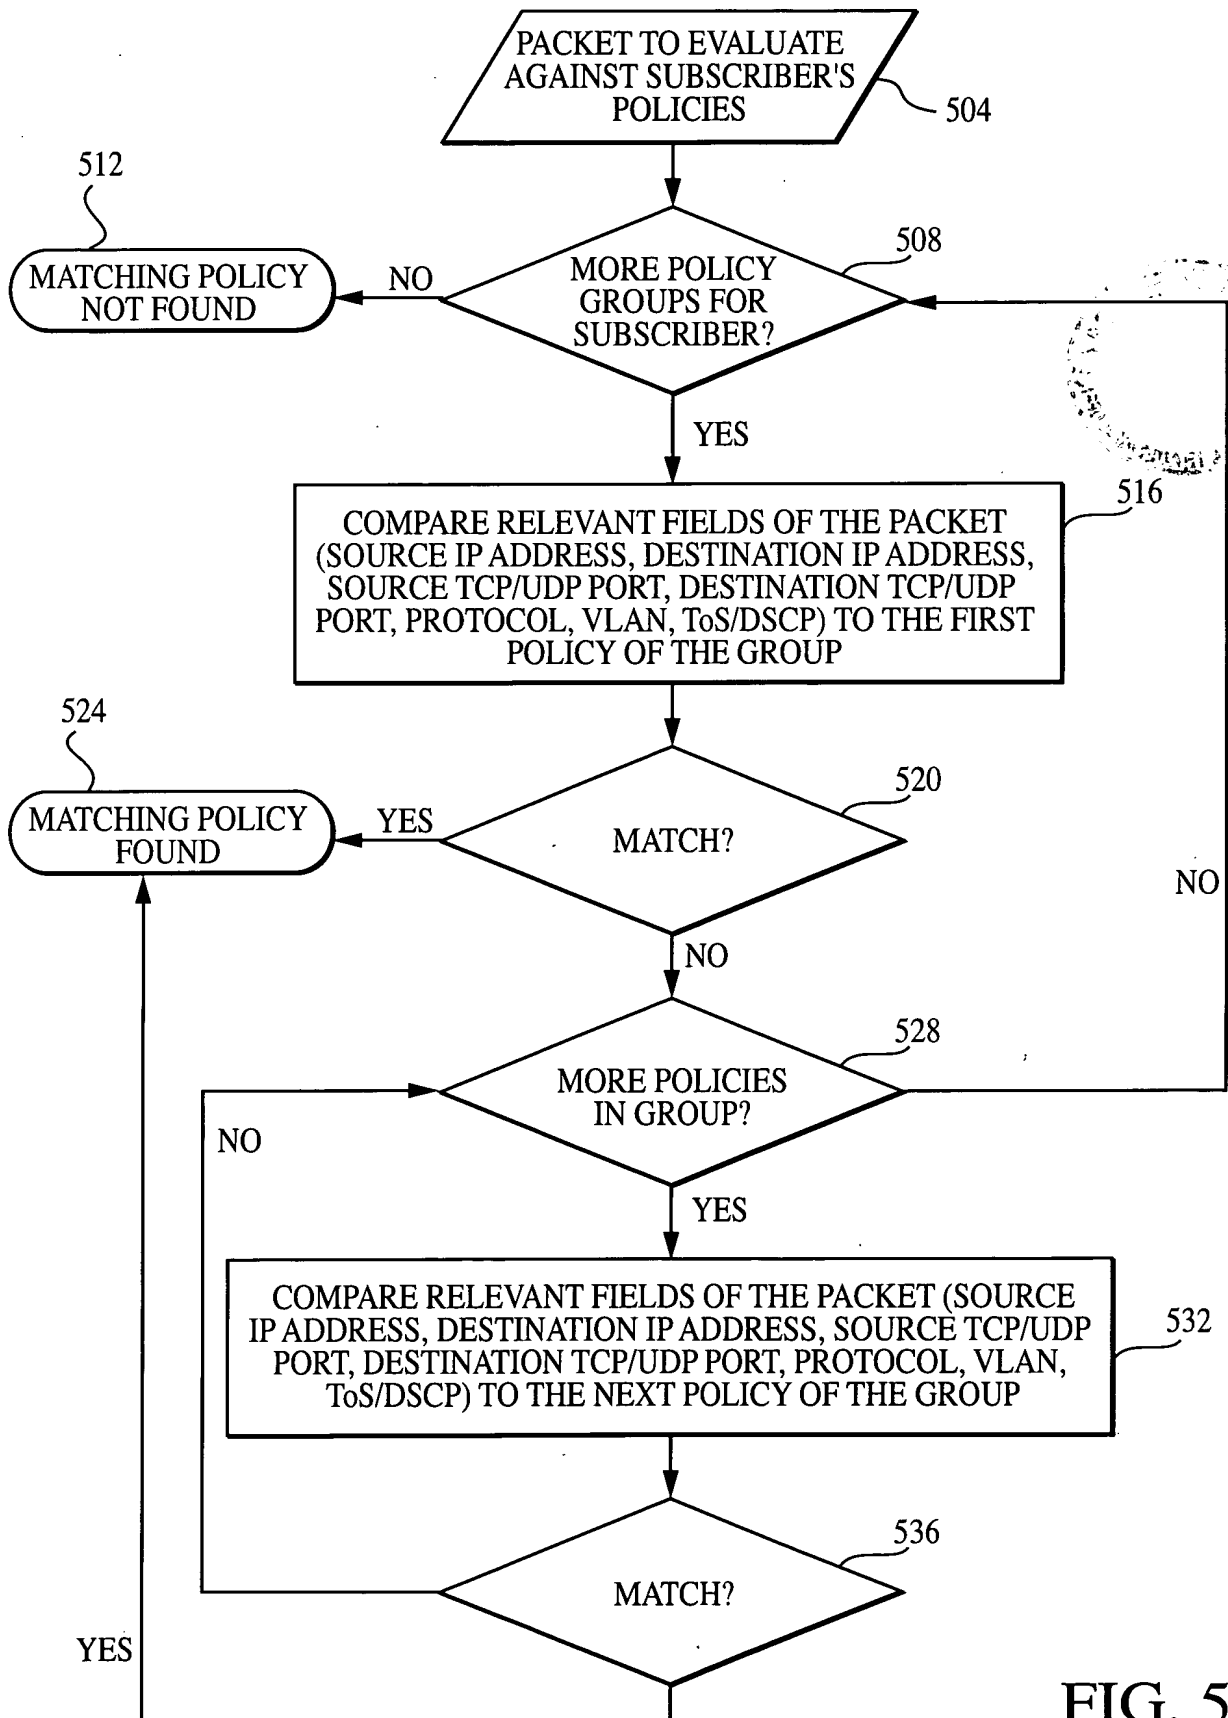 PACKET TO EVALUATE
AGAINST SUBSCRIBER'S
POLICIES
504
512
MATCHING POLICY
NOT FOUND
NO
MORE POLICY
GROUPS FOR
SUBSCRIBER?
508
YES
516
COMPARE RELEVANT FIELDS OF THE PACKET
(SOURCE IP ADDRESS, DESTINATION IP ADDRESS,
SOURCE TCP/UDP PORT, DESTINATION TCP/UDP
PORT, PROTOCOL, VLAN, ToS/DSCP) TO THE FIRST
POLICY OF THE GROUP
524
MATCHING POLICY
FOUND
YES
MATCH?
520
NO
NO
MORE POLICIES
IN GROUP?
528
NO
YES
COMPARE RELEVANT FIELDS OF THE PACKET (SOURCE
IP ADDRESS, DESTINATION IP ADDRESS, SOURCE TCP/UDP
PORT, DESTINATION TCP/UDP PORT, PROTOCOL, VLAN,
ToS/DSCP) TO THE NEXT POLICY OF THE GROUP
532
536
MATCH?
YES
FIG. 5